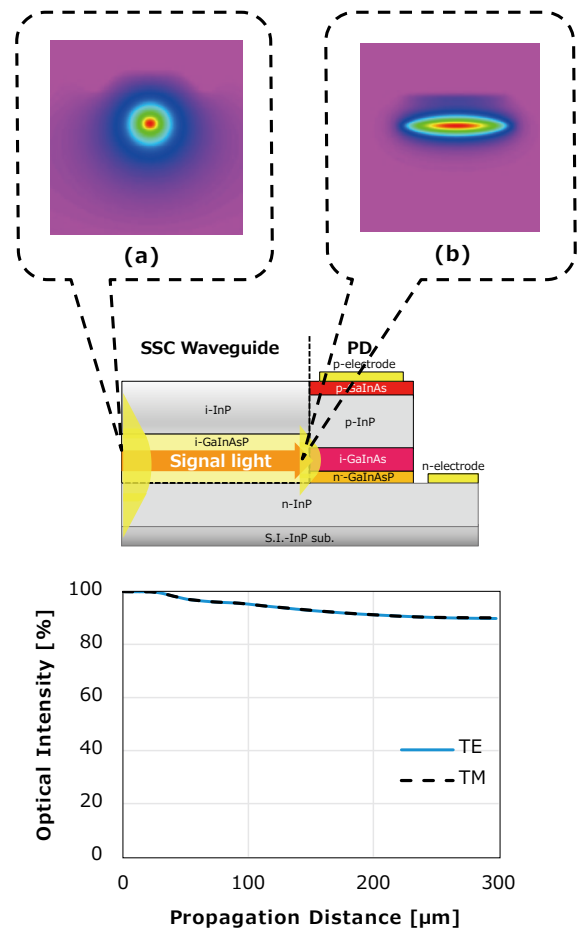 (a)
(b)
SSC Waveguide
PD
p-electrode
p-GaInAs
i-InP
p-InP
i-GaInAsP
Signal light
i-GaInAs
n-electrode
n⁻-GaInAsP
n-InP
S.I.-InP sub.
100
80
60
40
20
0
Optical Intensity [%]
TE
TM
0
100
200
300
Propagation Distance [μm]